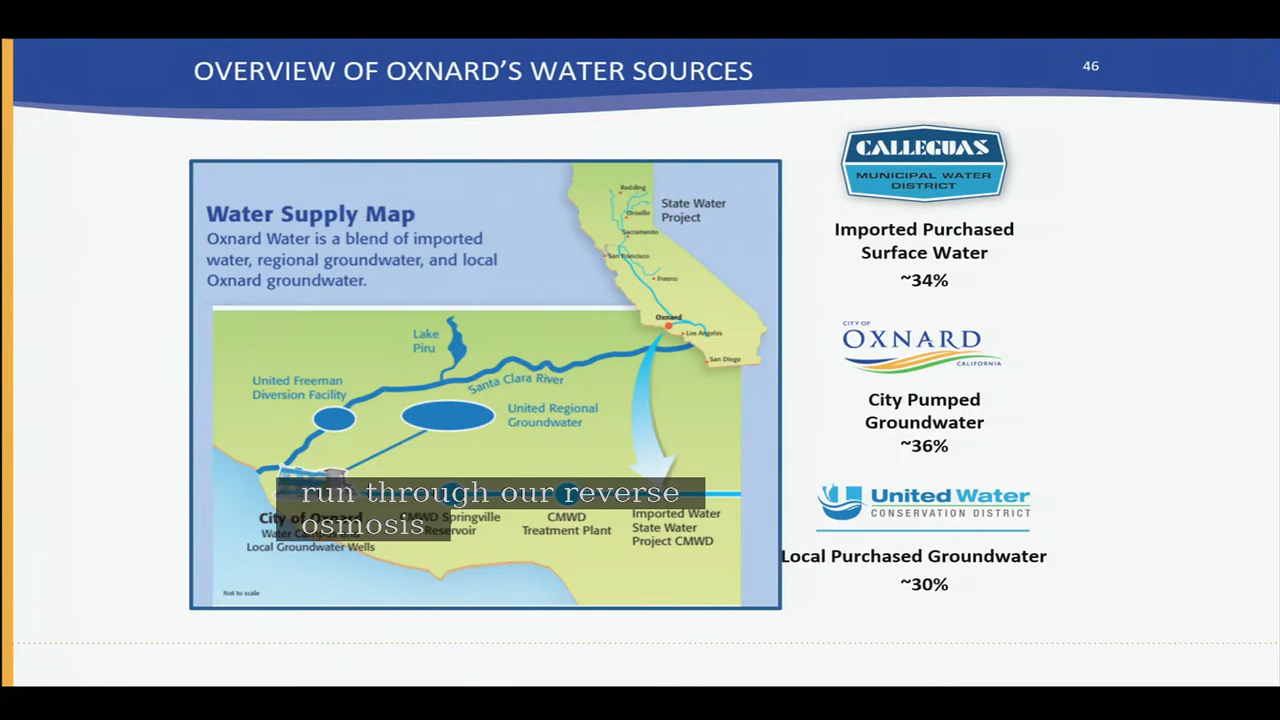 OVERVIEW OF OXNARD'S WATER SOURCES
46
Water Supply Map
Oxnard Water is a blend of imported
water, regional groundwater, and local
Oxnard groundwater.
State Water
Project
Redding
Oroville
Sacramento
San Francisco
Fresno
Oxnard
Los Angeles
San Diego
Lake
Piru
Santa Clara River
United Freeman
Diversion Facility
United Regional
Groundwater
run through our reverse
osmosis
City of Oxnard
Water Campus and
Local Groundwater Wells
CMWD Springville
Reservoir
CMWD
Treatment Plant
Imported Water
State Water
Project CMWD
Not to scale
CALLEGUAS
MUNICIPAL WATER
DISTRICT
Imported Purchased
Surface Water
~34%
CITY OF
OXNARD
CALIFORNIA
City Pumped
Groundwater
~36%
United Water
CONSERVATION DISTRICT
Local Purchased Groundwater
~30%